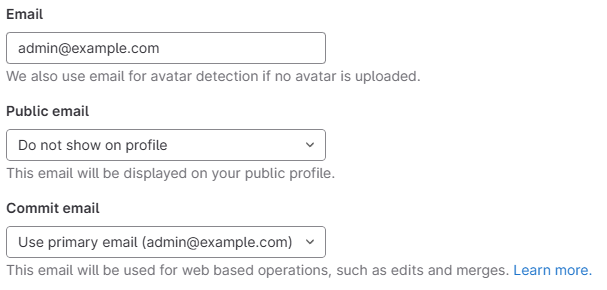 Email
admin@example.com
We also use email for avatar detection if no avatar is uploaded.
Public email
Do not show on profile
This email will be displayed on your public profile.
Commit email
Use primary email (admin@example.com)
This email will be used for web based operations, such as edits and merges. Learn more.